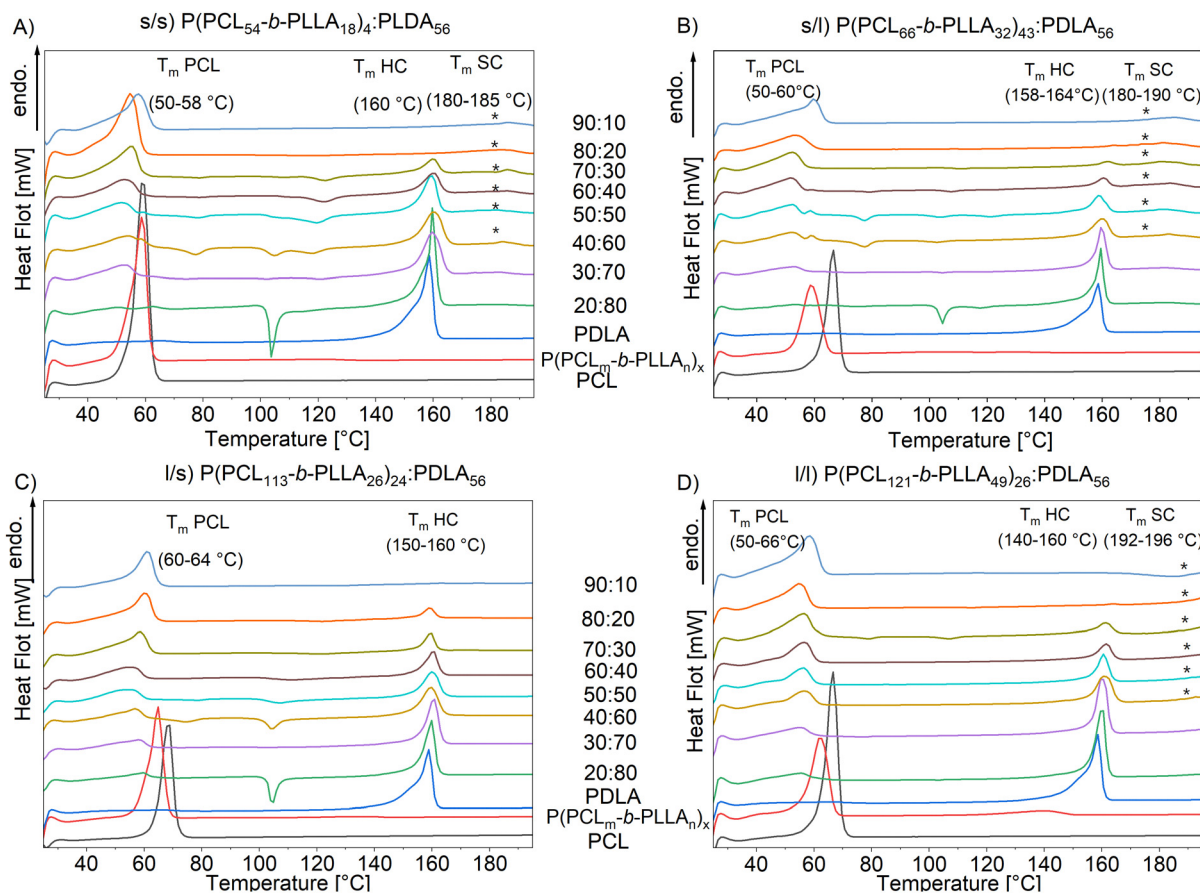 A) s/s) P(PCL54-b-PLLA18)4:PLDA56
endo.
Heat Flot [mW]
Tm PCL
(50-58 °C)
Tm HC
(160 °C)
Tm SC
(180-185 °C)
*
*
*
*
*
*
40 60 80 100 120 140 160 180
Temperature [°C]
90:10
80:20
70:30
60:40
50:50
40:60
30:70
20:80
PDLA
P(PCLm-b-PLLAn)x
PCL
B) s/l) P(PCL66-b-PLLA32)43:PDLA56
endo.
Heat Flot [mW]
Tm PCL
(50-60°C)
Tm HC
(158-164°C)
Tm SC
(180-190 °C)
*
*
*
*
*
*
40 60 80 100 120 140 160 180
Temperature [°C]
C) l/s) P(PCL113-b-PLLA26)24:PDLA56
endo.
Heat Flot [mW]
Tm PCL
(60-64 °C)
Tm HC
(150-160 °C)
40 60 80 100 120 140 160 180
Temperature [°C]
90:10
80:20
70:30
60:40
50:50
40:60
30:70
20:80
PDLA
P(PCLm-b-PLLAn)x
PCL
D) l/l) P(PCL121-b-PLLA49)26:PDLA56
endo.
Heat Flot [mW]
Tm PCL
(50-66°C)
Tm HC
(140-160 °C)
Tm SC
(192-196 °C)
*
*
*
*
*
*
40 60 80 100 120 140 160 180
Temperature [°C]